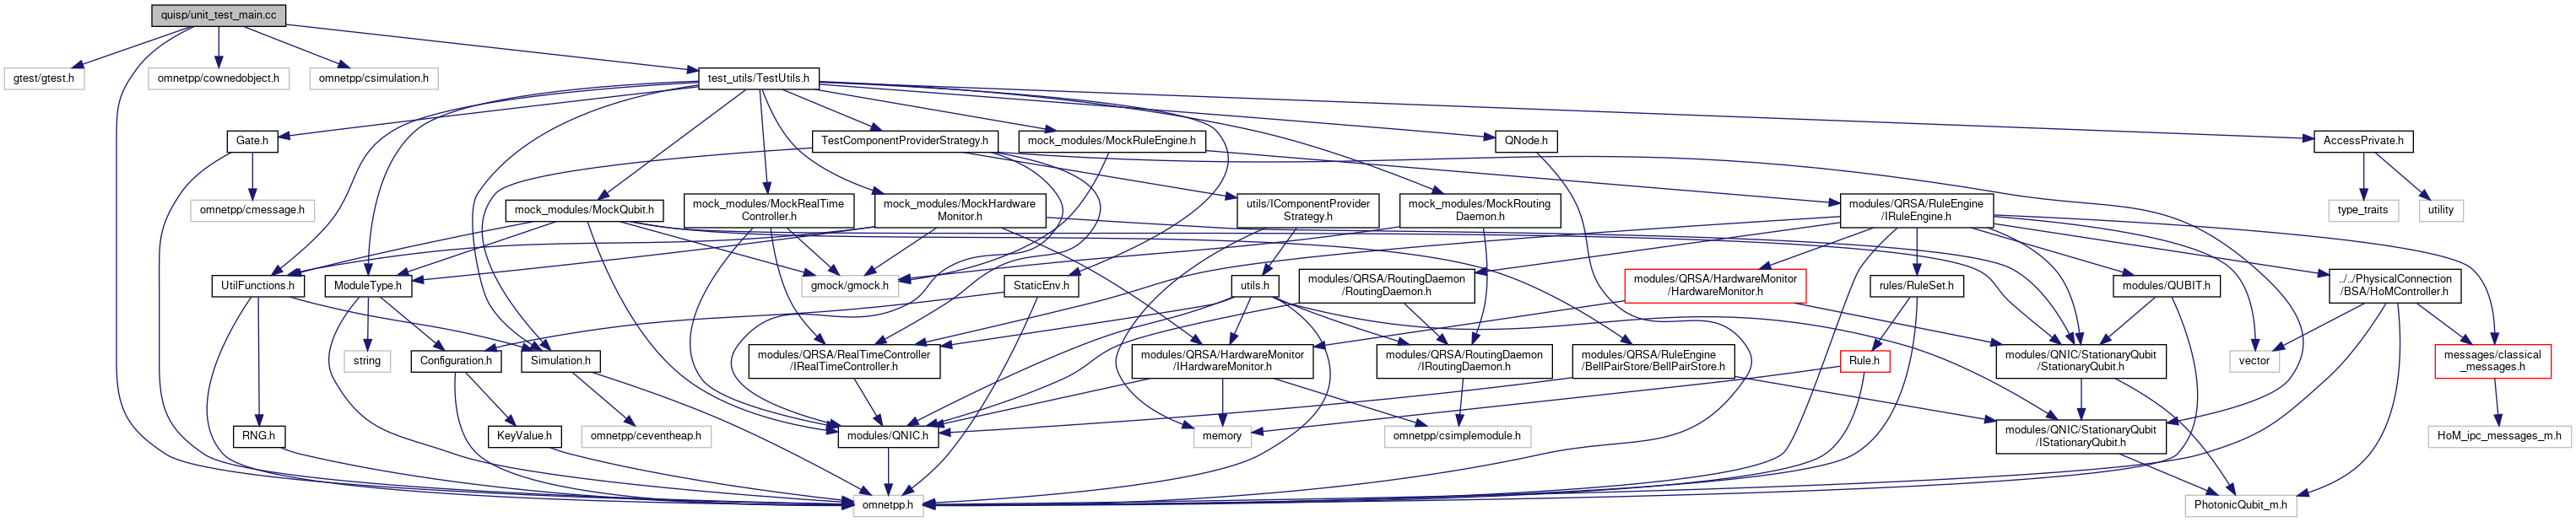 quisp/unit_test_main.cc
gtest/gtest.h
omnetpp/cownedobject.h
omnetpp/csimulation.h
test_utils/TestUtils.h
Gate.h
TestComponentProviderStrategy.h
mock_modules/MockRuleEngine.h
QNode.h
AccessPrivate.h
omnetpp/cmessage.h
mock_modules/MockQubit.h
mock_modules/MockRealTime
Controller.h
mock_modules/MockHardware
Monitor.h
utils/IComponentProvider
Strategy.h
mock_modules/MockRouting
Daemon.h
modules/QRSA/RuleEngine
/IRuleEngine.h
type_traits
utility
UtilFunctions.h
ModuleType.h
gmock/gmock.h
StaticEnv.h
utils.h
modules/QRSA/RoutingDaemon
/RoutingDaemon.h
modules/QRSA/HardwareMonitor
/HardwareMonitor.h
rules/RuleSet.h
modules/QUBIT.h
../../PhysicalConnection
/BSA/HoMController.h
string
Configuration.h
Simulation.h
modules/QRSA/RealTimeController
/IRealTimeController.h
modules/QRSA/HardwareMonitor
/IHardwareMonitor.h
modules/QRSA/RoutingDaemon
/IRoutingDaemon.h
modules/QRSA/RuleEngine
/BellPairStore/BellPairStore.h
Rule.h
modules/QNIC/StationaryQubit
/StationaryQubit.h
vector
messages/classical
_messages.h
RNG.h
KeyValue.h
omnetpp/ceventheap.h
modules/QNIC.h
memory
omnetpp/csimplemodule.h
modules/QNIC/StationaryQubit
/IStationaryQubit.h
HoM_ipc_messages_m.h
omnetpp.h
PhotonicQubit_m.h